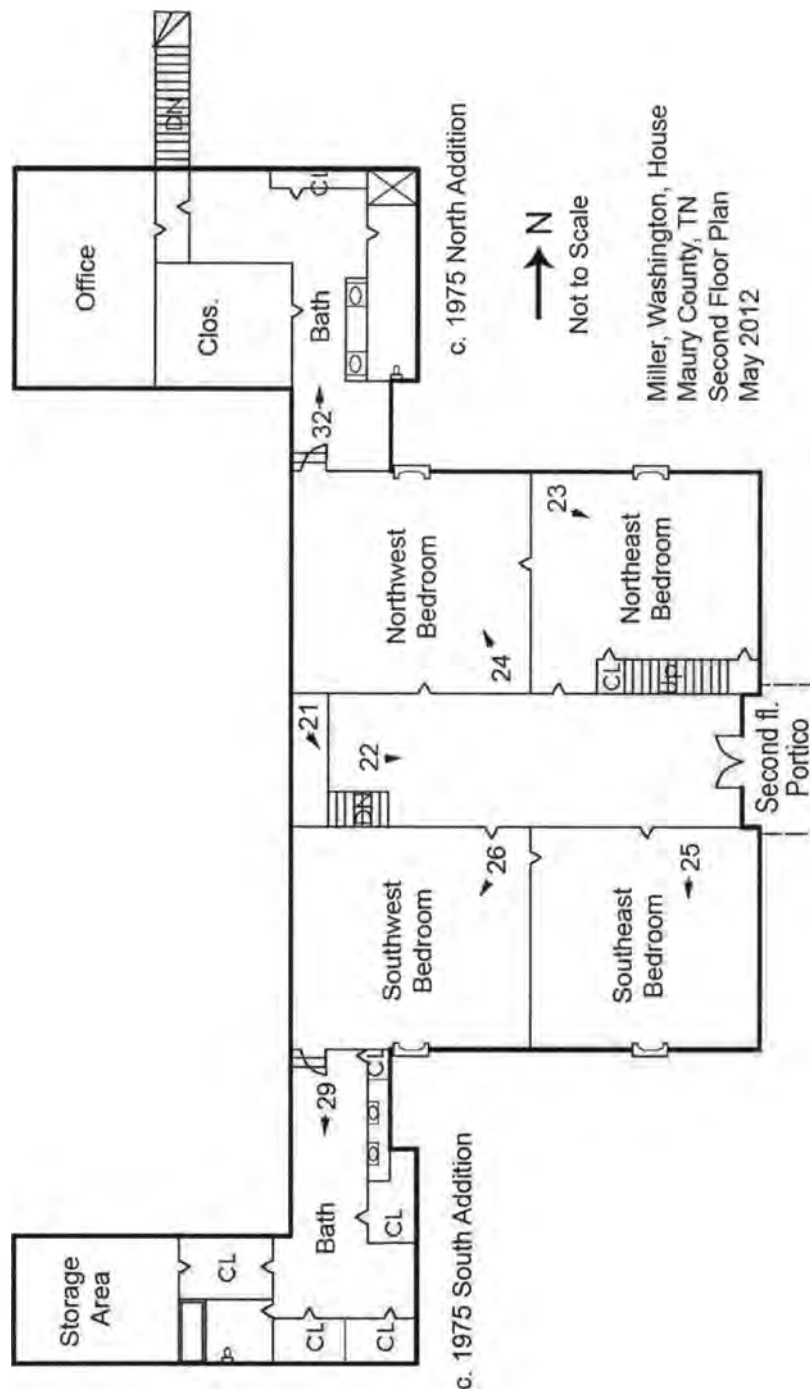 Storage
Area
Office
DN
CL
Clos.
CL
CL
Bath
29
21
32
Bath
CL
CL
CL
DN
22
Southwest
Bedroom
26
Northwest
Bedroom
24
c. 1975 South Addition
c. 1975 North Addition
Southeast
Bedroom
25
23
Northeast
Bedroom
CL
Up
Second fl.
Portico
N
Not to Scale
Miller, Washington, House
Maury County, TN
Second Floor Plan
May 2012